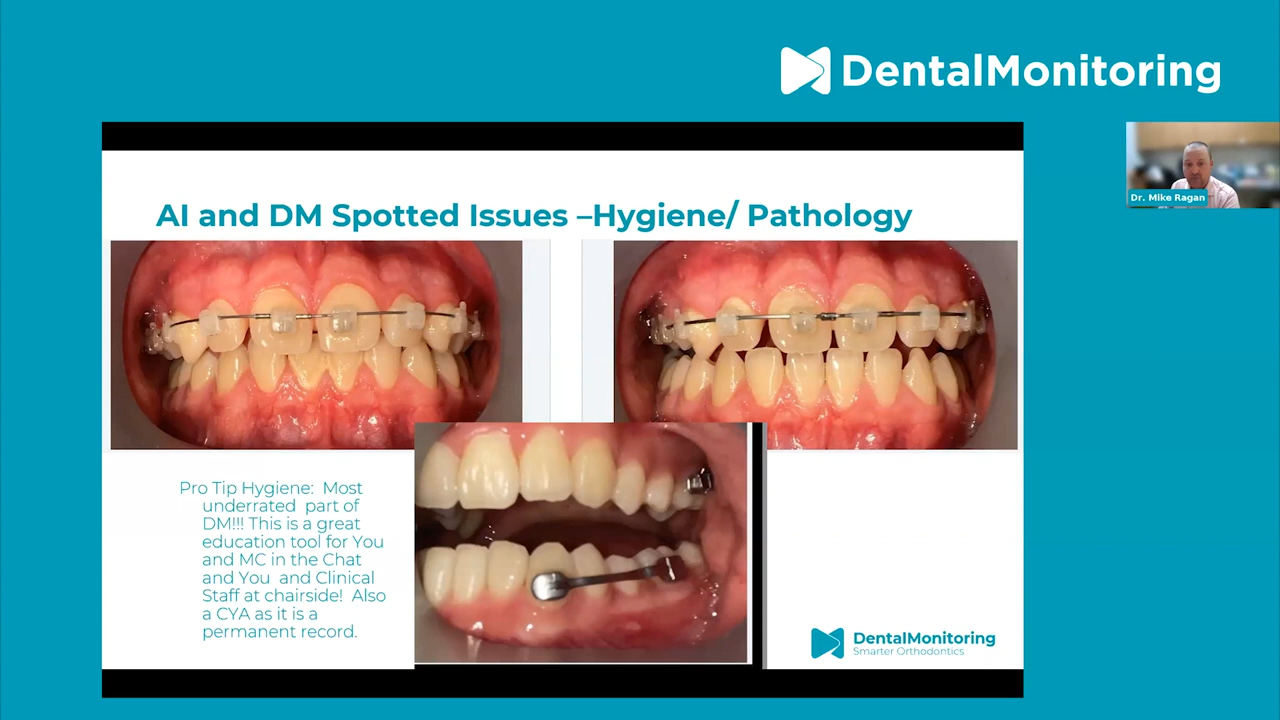 DentalMonitoring
Dr. Mike Ragan
AI and DM Spotted Issues –Hygiene/ Pathology
Pro Tip Hygiene:  Most
underrated  part of
DM!!! This is a great
education tool for You
and MC in the Chat
and You  and Clinical
Staff at chairside!  Also
a CYA as it is a
permanent record.
DentalMonitoring
Smarter Orthodontics